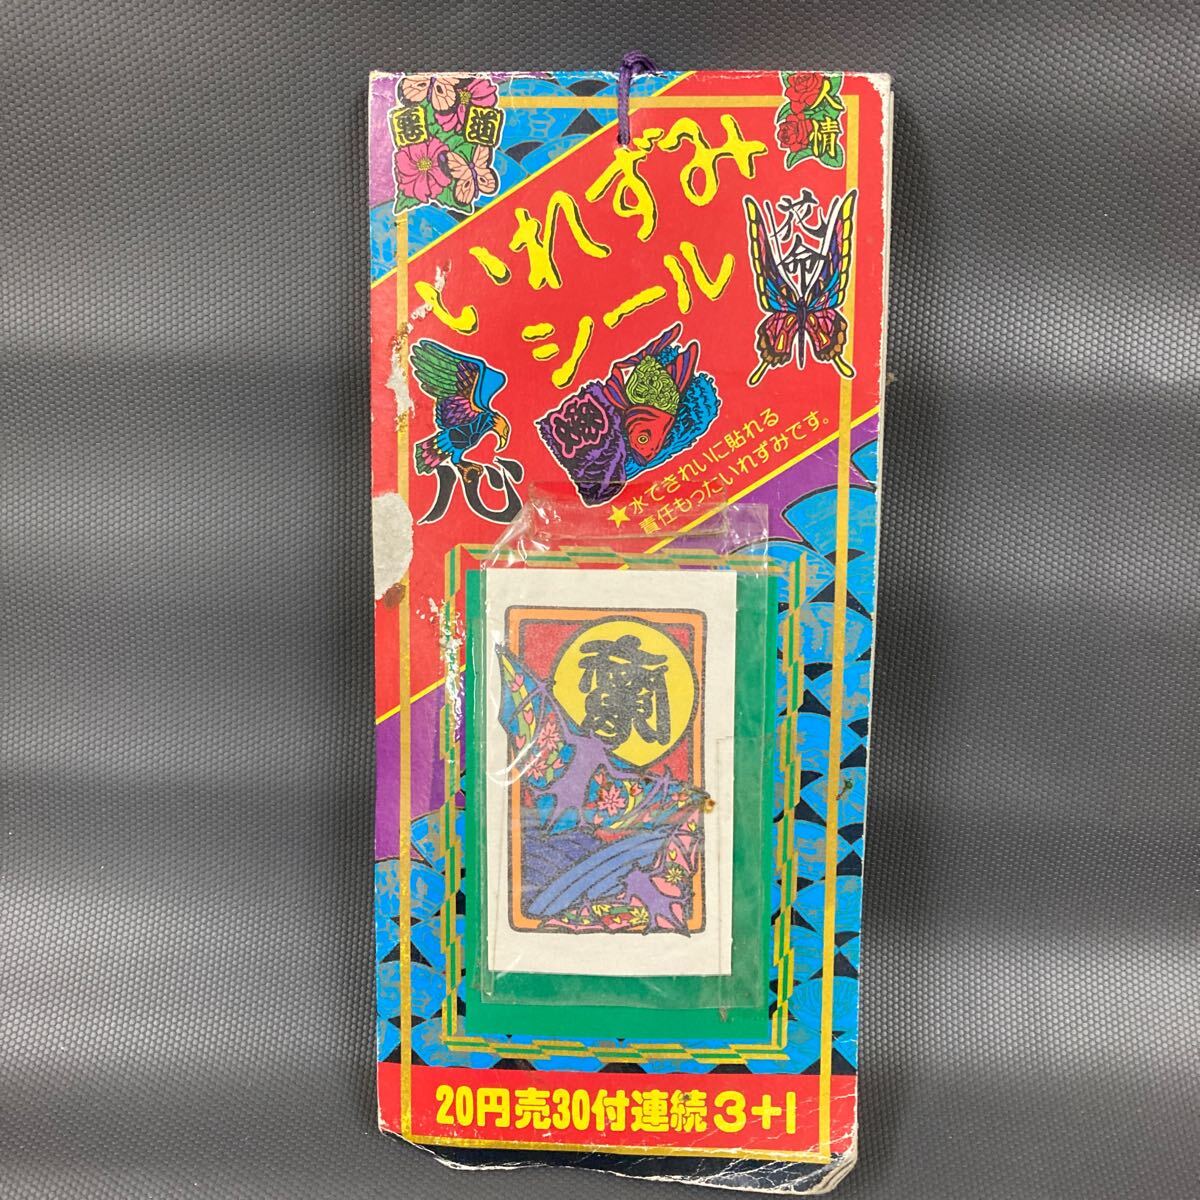 人情
いれずみ
シール
花命
心
★水できれいに貼れる
責任もったいれずみです。
蘭
20円売30付連続3+1